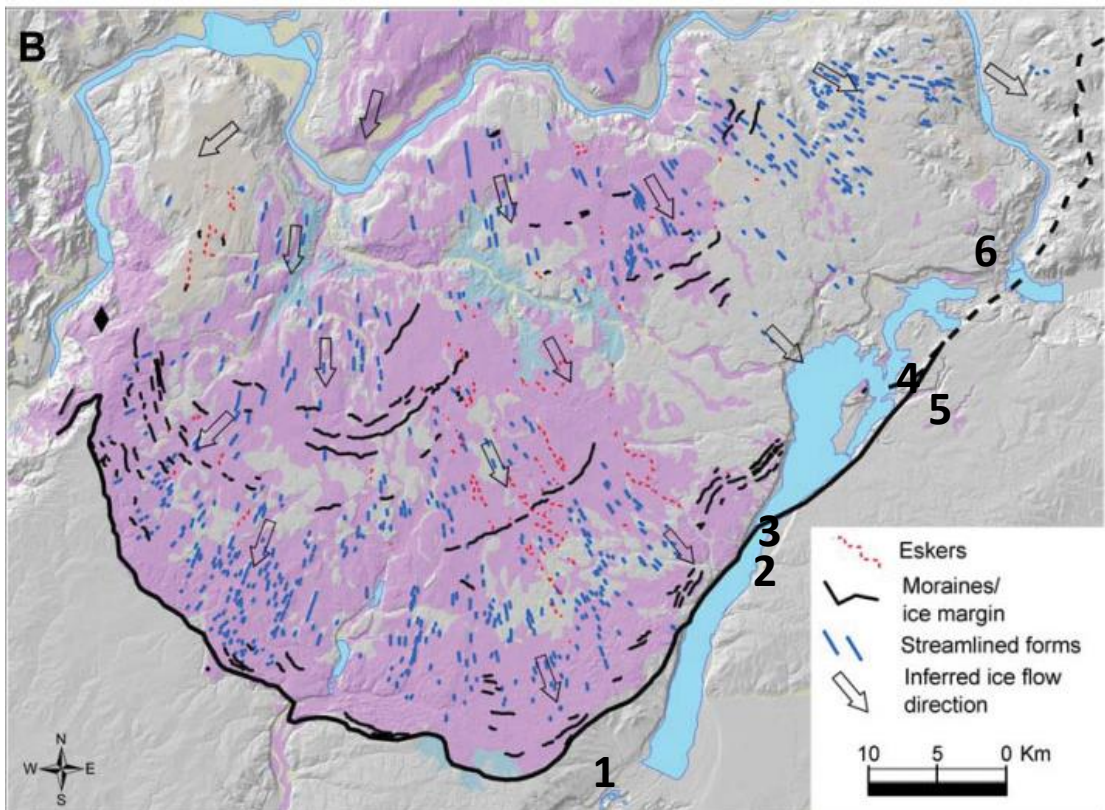 B
6
4
5
3
2
1
Eskers
Moraines/
ice margin
Streamlined forms
Inferred ice flow
direction
10 5 0 Km
N
W E
S